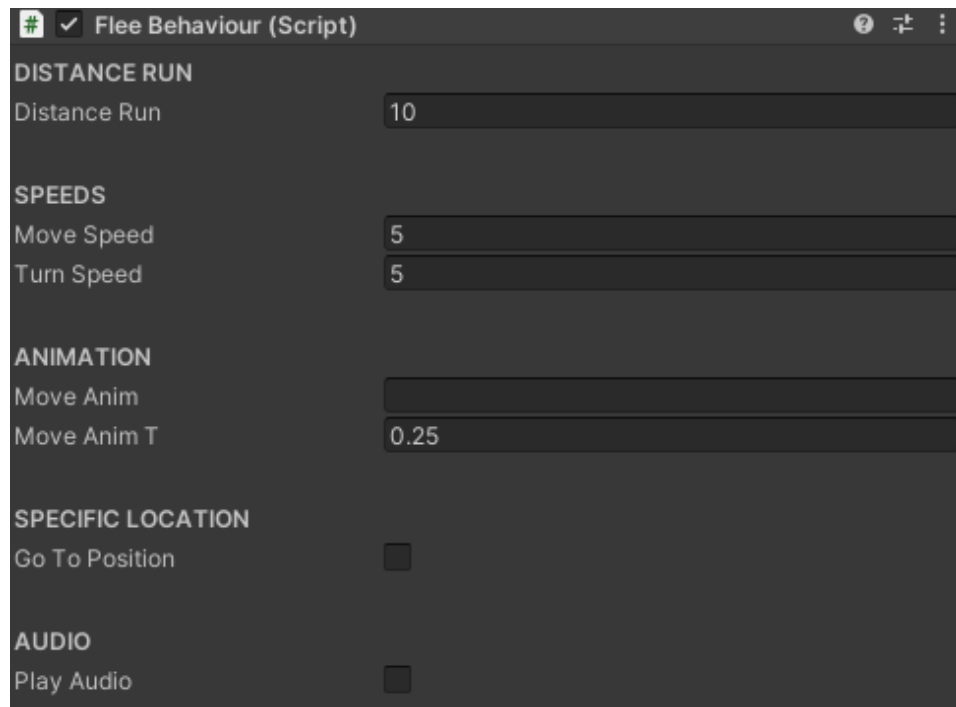 # Flee Behaviour (Script)
DISTANCE RUN
Distance Run 10
SPEEDS
Move Speed 5
Turn Speed 5
ANIMATION
Move Anim
Move Anim T 0.25
SPECIFIC LOCATION
Go To Position
AUDIO
Play Audio